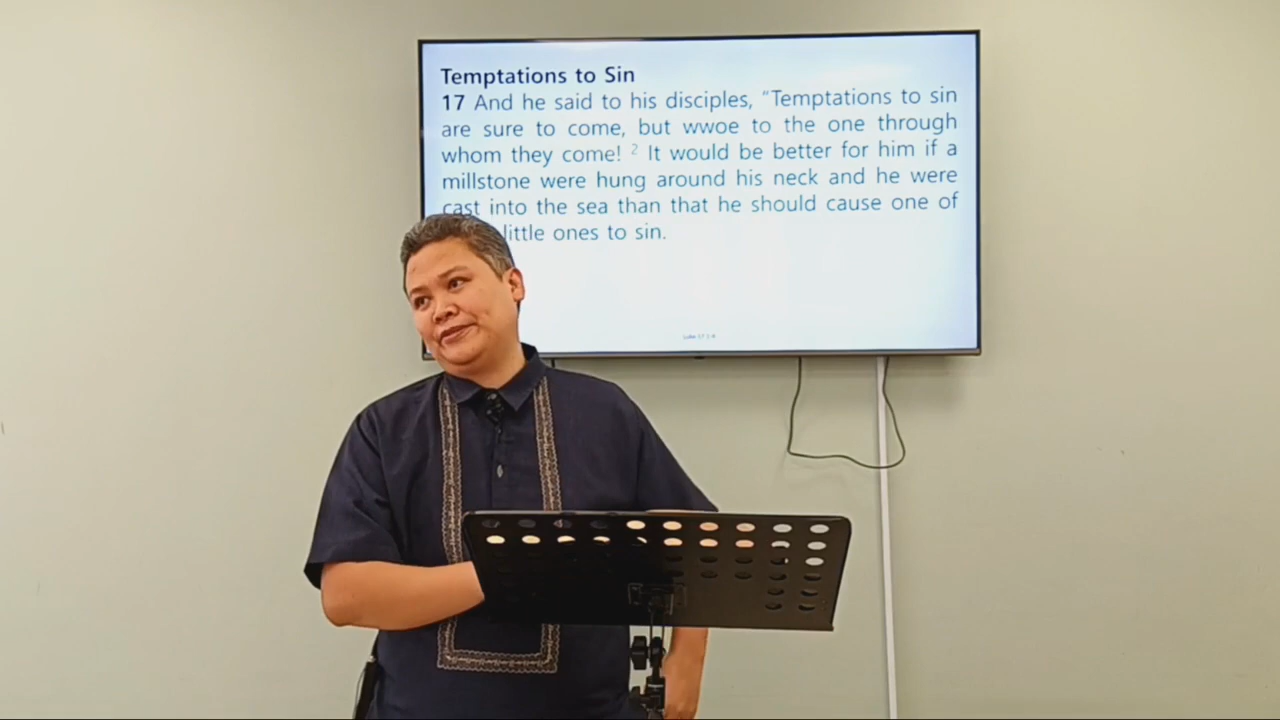 Temptations to Sin
17 And he said to his disciples, “Temptations to sin
are sure to come, but wwoe to the one through
whom they come! 2 It would be better for him if a
millstone were hung around his neck and he were
cast into the sea than that he should cause one of
little ones to sin.